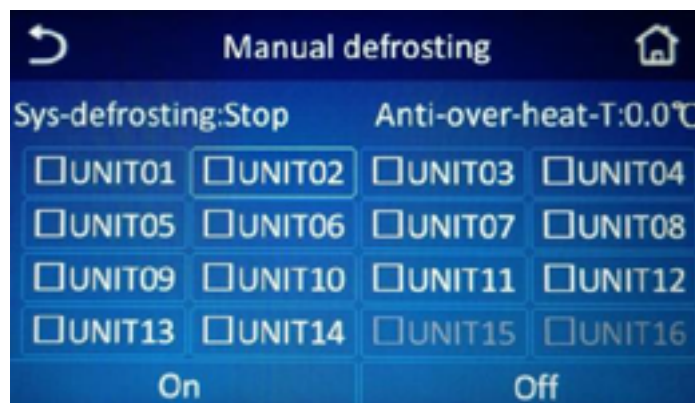 Manual defrosting
Sys-defrosting:Stop Anti-over-heat-T:0.0℃
☐UNIT01 ☐UNIT02 ☐UNIT03 ☐UNIT04
☐UNIT05 ☐UNIT06 ☐UNIT07 ☐UNIT08
☐UNIT09 ☐UNIT10 ☐UNIT11 ☐UNIT12
☐UNIT13 ☐UNIT14 ☐UNIT15 ☐UNIT16
On Off